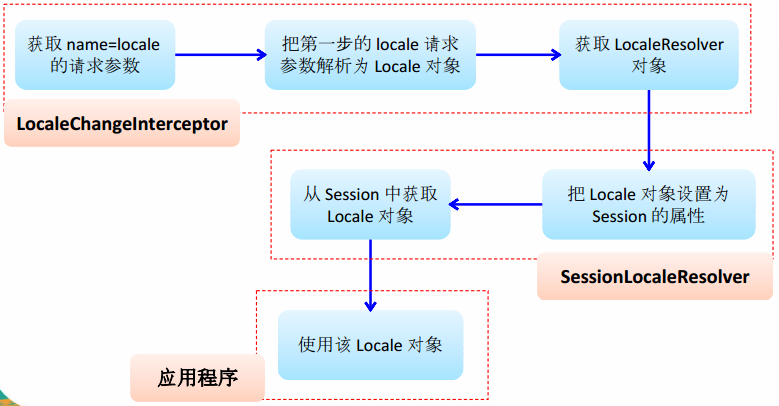 获取 name=locale
的请求参数
把第一步的 locale 请求
参数解析为 Locale 对象
获取 LocaleResolver
对象
LocaleChangeInterceptor
从 Session 中获取
Locale 对象
把 Locale 对象设置为
Session 的属性
SessionLocaleResolver
使用该 Locale 对象
应用程序